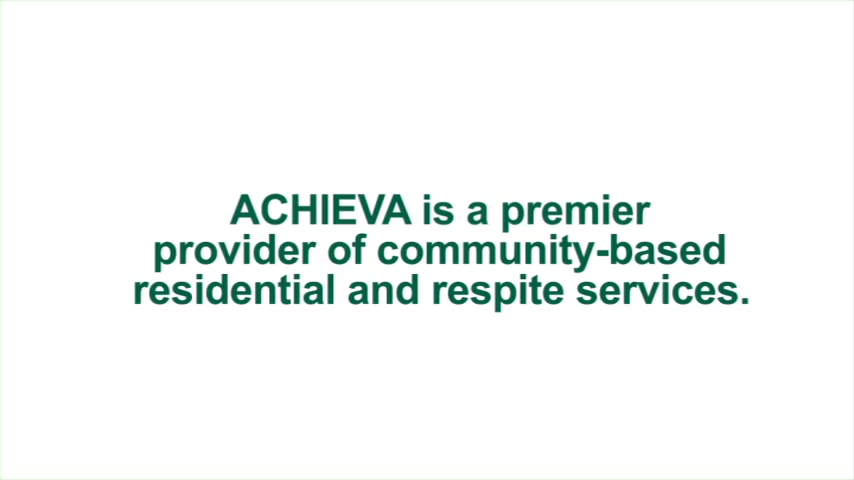 ACHIEVA is a premier
provider of community-based
residential and respite services.